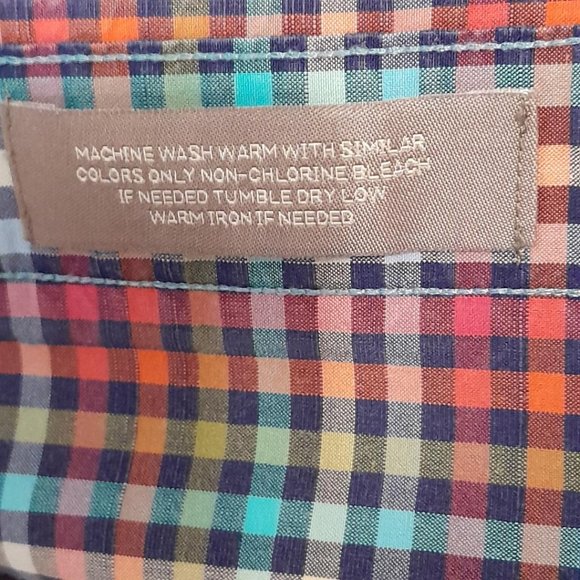 MACHINE WASH WARM WITH SIMILAR
COLORS ONLY NON-CHLORINE BLEACH
IF NEEDED TUMBLE DRY LOW
WARM IRON IF NEEDED